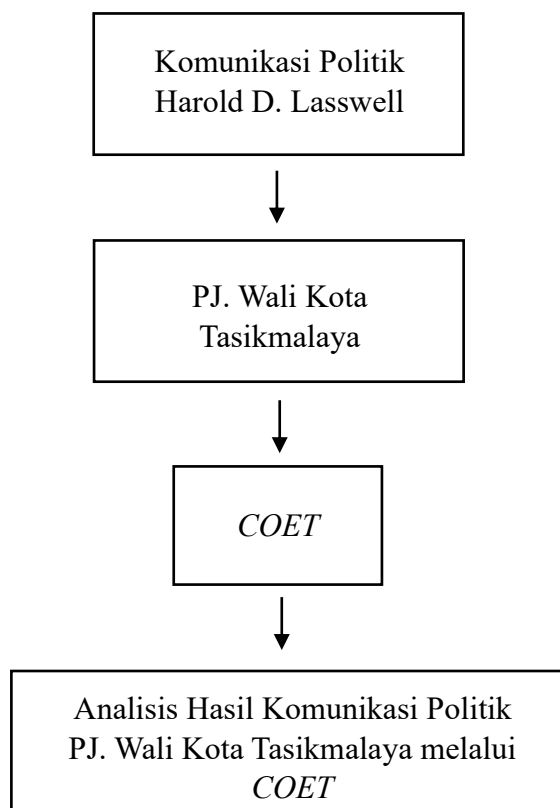 Komunikasi Politik
Harold D. Lasswell
PJ. Wali Kota
Tasikmalaya
COET
Analisis Hasil Komunikasi Politik
PJ. Wali Kota Tasikmalaya melalui
COET